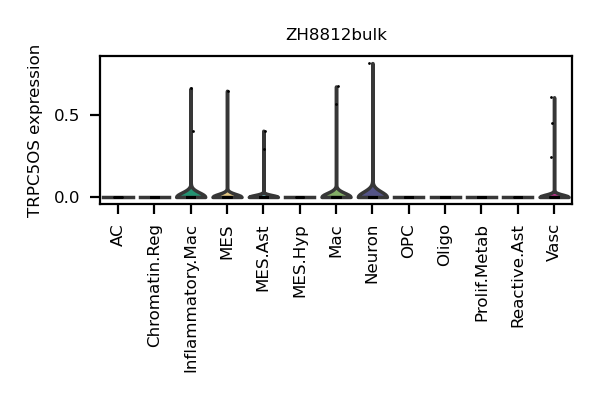 ZH8812bulk
TRPC5OS expression
0.5
0.0
AC
Chromatin.Reg
Inflammatory.Mac
MES
MES.Ast
MES.Hyp
Mac
Neuron
OPC
Oligo
Prolif.Metab
Reactive.Ast
Vasc